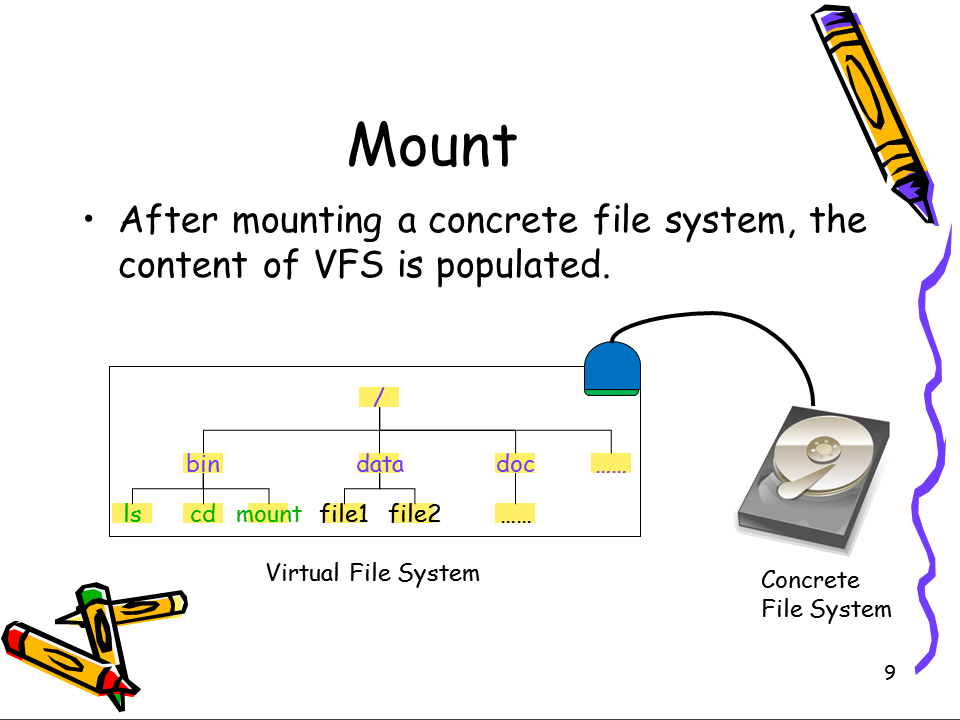 Mount
• After mounting a concrete file system, the
content of VFS is populated.
/
bin data doc ......
ls cd mount file1 file2 ......
Virtual File System
Concrete
File System
9